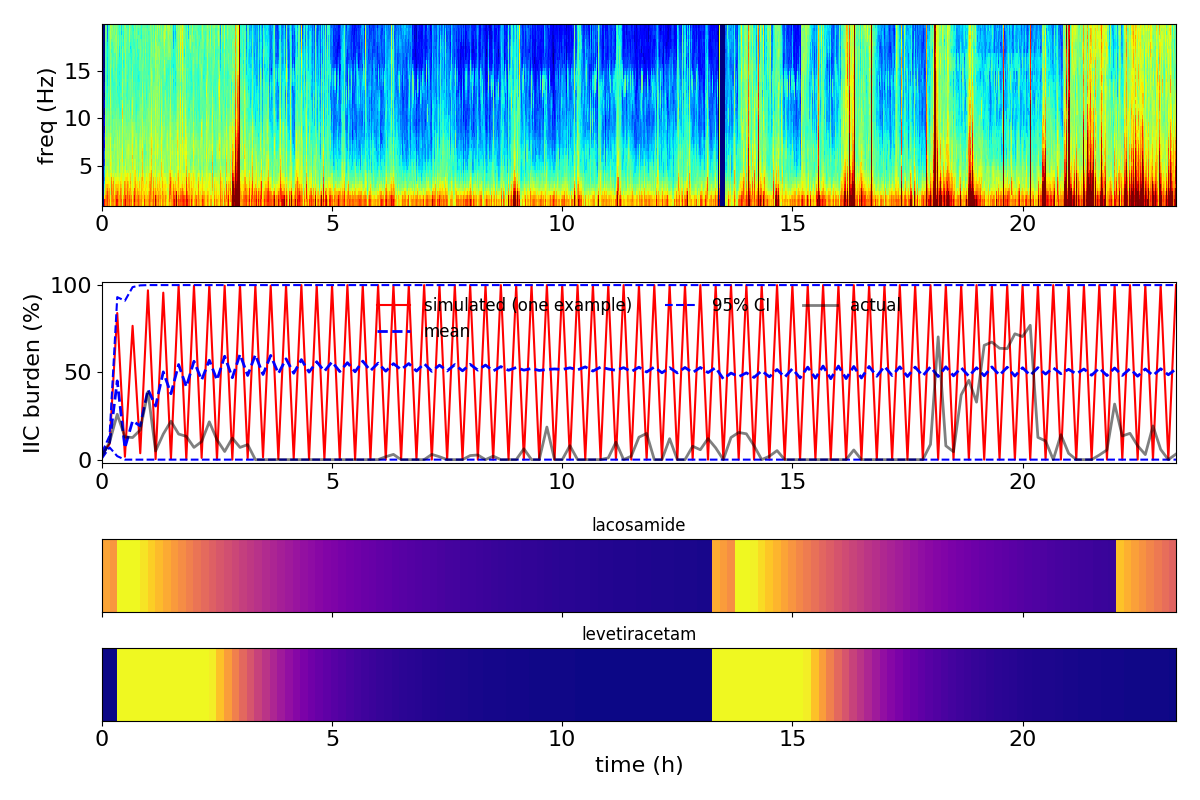 freq (Hz)
15
10
5
0 5 10 15 20
IIC burden (%)
100
50
0
simulated (one example) 95% CI actual
mean
0 5 10 15 20
lacosamide
levetiracetam
0 5 10 15 20
time (h)